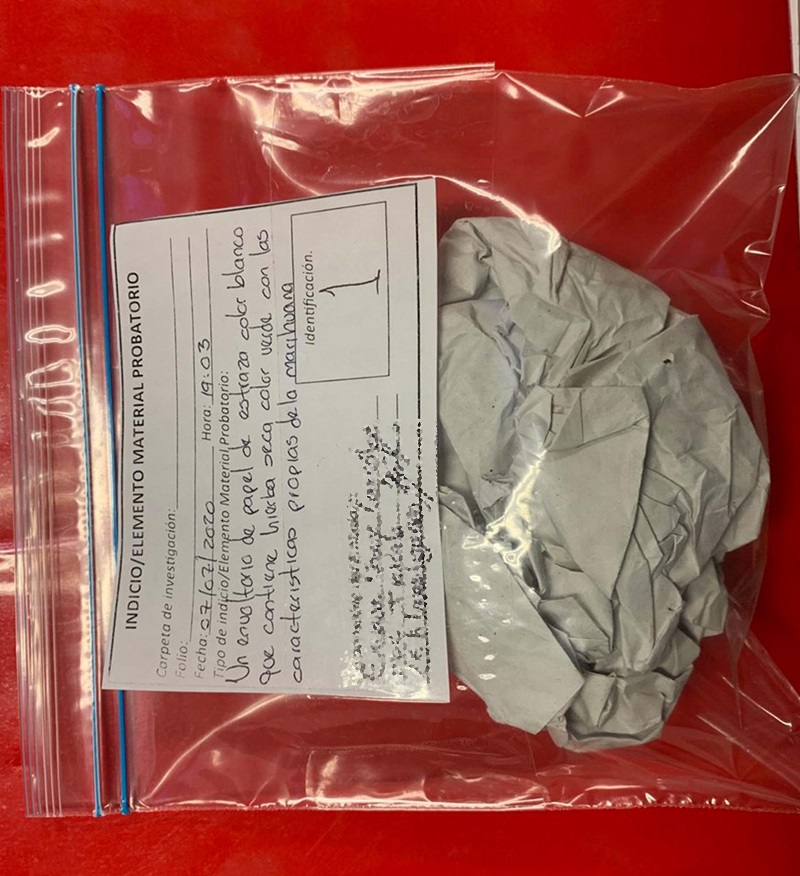 INDICIO/ELEMENTO MATERIAL PROBATORIO
Carpeta de investigación:
Folio:
Fecha: 07/07/2020 Hora: 19:03
Tipo de indicio/Elemento Material Probatorio:
Un envoltorio de papel de estraza color blanco
que contiene hierba seca color verde con las
características propias de la marihuana
Identificación.
1